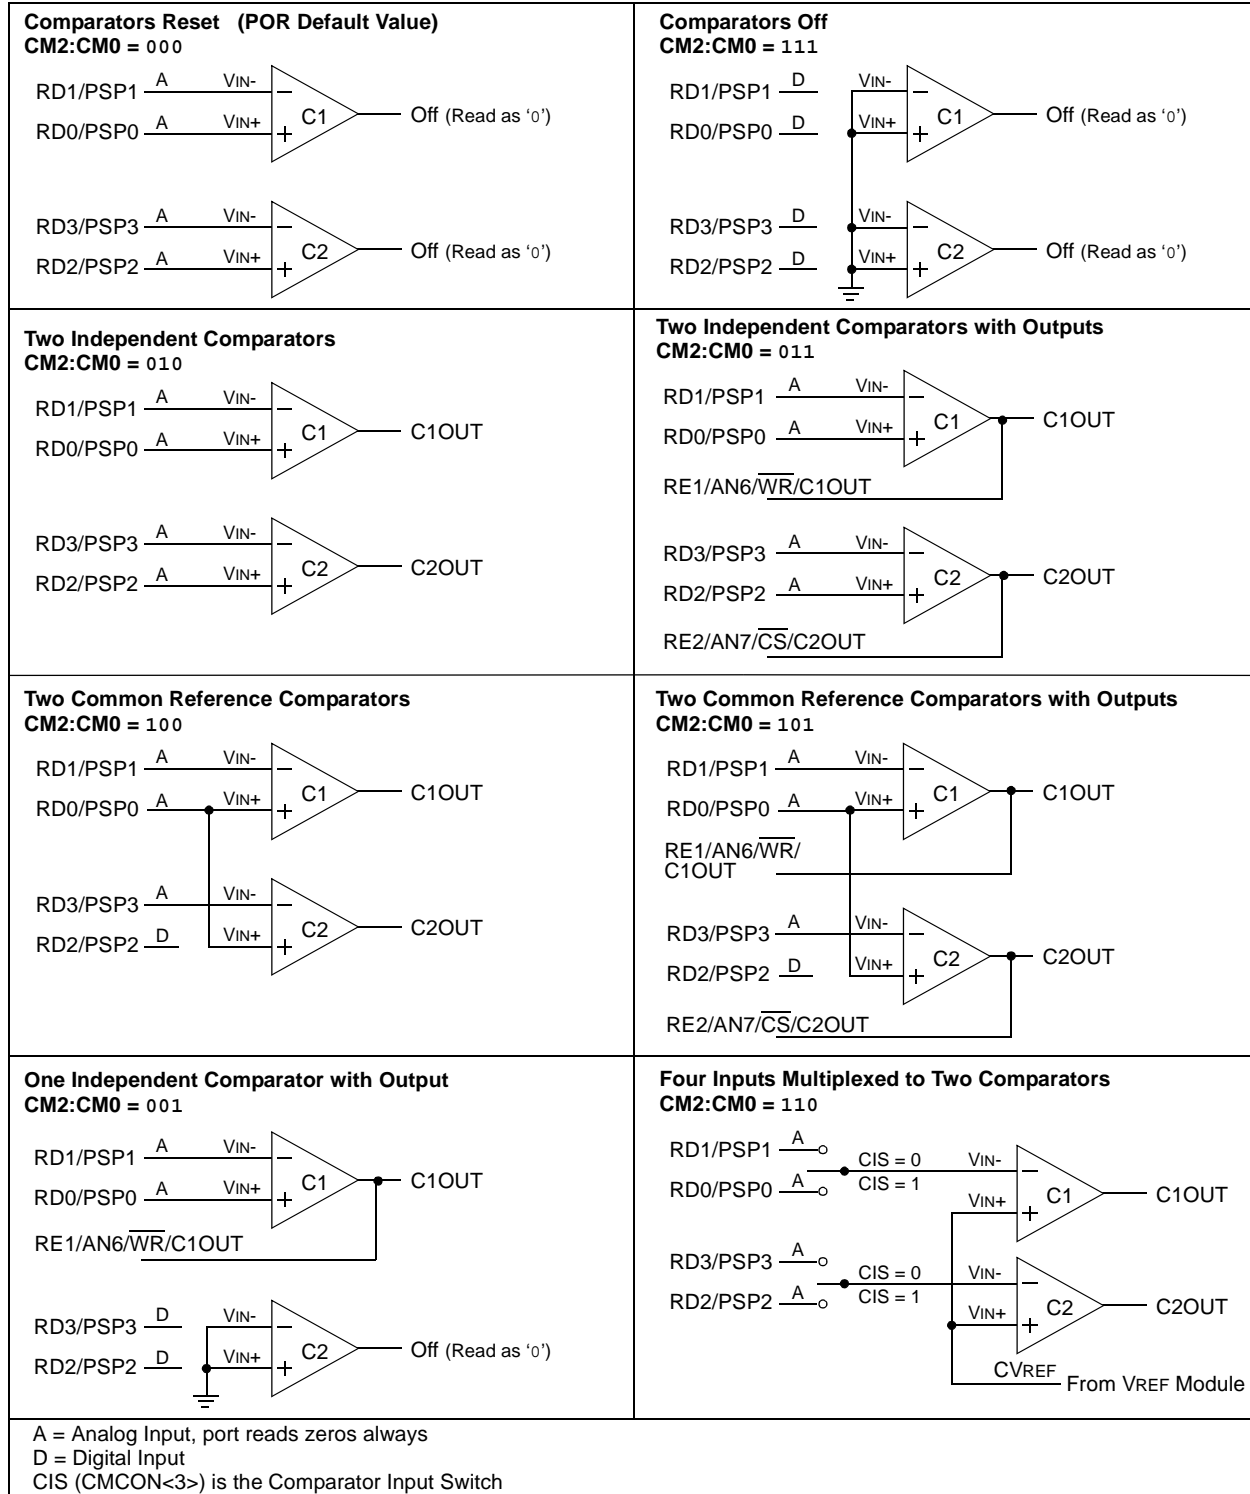 Comparators Reset (POR Default Value)
CM2:CM0 = 000
RD1/PSP1 A VIN-
RD0/PSP0 A VIN+
C1
Off (Read as ‘0’)
RD3/PSP3 A VIN-
RD2/PSP2 A VIN+
C2
Off (Read as ‘0’)
Comparators Off
CM2:CM0 = 111
RD1/PSP1 D VIN-
RD0/PSP0 D VIN+
C1
Off (Read as ‘0’)
RD3/PSP3 D VIN-
RD2/PSP2 D VIN+
C2
Off (Read as ‘0’)
Two Independent Comparators
CM2:CM0 = 010
RD1/PSP1 A VIN-
RD0/PSP0 A VIN+
C1
C1OUT
RD3/PSP3 A VIN-
RD2/PSP2 A VIN+
C2
C2OUT
Two Independent Comparators with Outputs
CM2:CM0 = 011
RD1/PSP1 A VIN-
RD0/PSP0 A VIN+
C1
C1OUT
RE1/AN6/WR/C1OUT
RD3/PSP3 A VIN-
RD2/PSP2 A VIN+
C2
C2OUT
RE2/AN7/CS/C2OUT
Two Common Reference Comparators
CM2:CM0 = 100
RD1/PSP1 A VIN-
RD0/PSP0 A VIN+
C1
C1OUT
RD3/PSP3 A VIN-
RD2/PSP2 D VIN+
C2
C2OUT
Two Common Reference Comparators with Outputs
CM2:CM0 = 101
RD1/PSP1 A VIN-
RD0/PSP0 A VIN+
C1
C1OUT
RE1/AN6/WR/
C1OUT
RD3/PSP3 A VIN-
RD2/PSP2 D VIN+
C2
C2OUT
RE2/AN7/CS/C2OUT
One Independent Comparator with Output
CM2:CM0 = 001
RD1/PSP1 A VIN-
RD0/PSP0 A VIN+
C1
C1OUT
RE1/AN6/WR/C1OUT
RD3/PSP3 D VIN-
RD2/PSP2 D VIN+
C2
Off (Read as ‘0’)
Four Inputs Multiplexed to Two Comparators
CM2:CM0 = 110
RD1/PSP1 A
CIS = 0 VIN-
RD0/PSP0 A CIS = 1
VIN+
C1
C1OUT
RD3/PSP3 A
CIS = 0 VIN-
RD2/PSP2 A CIS = 1
VIN+
C2
C2OUT
CVREF
From VREF Module
A = Analog Input, port reads zeros always
D = Digital Input
CIS (CMCON<3>) is the Comparator Input Switch